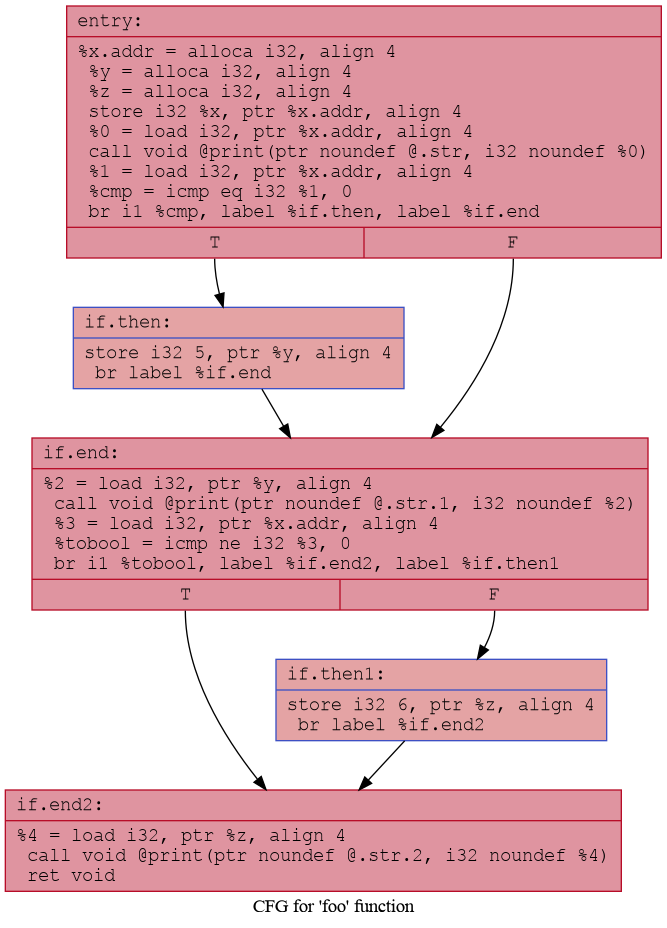 entry:
%x.addr = alloca i32, align 4
%y = alloca i32, align 4
%z = alloca i32, align 4
store i32 %x, ptr %x.addr, align 4
%0 = load i32, ptr %x.addr, align 4
call void @print(ptr noundef @.str, i32 noundef %0)
%1 = load i32, ptr %x.addr, align 4
%cmp = icmp eq i32 %1, 0
br i1 %cmp, label %if.then, label %if.end
T F
if.then:
store i32 5, ptr %y, align 4
br label %if.end
if.end:
%2 = load i32, ptr %y, align 4
call void @print(ptr noundef @.str.1, i32 noundef %2)
%3 = load i32, ptr %x.addr, align 4
%tobool = icmp ne i32 %3, 0
br i1 %tobool, label %if.end2, label %if.then1
T F
if.then1:
store i32 6, ptr %z, align 4
br label %if.end2
if.end2:
%4 = load i32, ptr %z, align 4
call void @print(ptr noundef @.str.2, i32 noundef %4)
ret void
CFG for 'foo' function